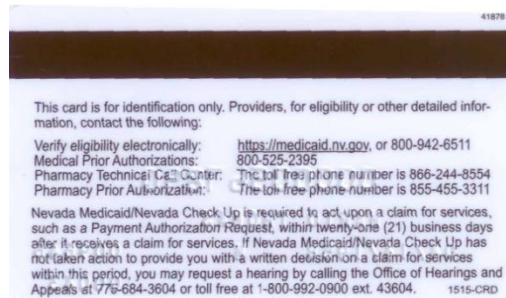 41878
This card is for identification only. Providers, for eligibility or other detailed infor-
mation, contact the following:
Verify eligibility electronically: https://medicaid.nv.gov, or 800-942-6511
Medical Prior Authorizations: 800-525-2395
Pharmacy Technical Call Center: The toll free phone number is 866-244-8554
Pharmacy Prior Authorization: The toll free phone number is 855-455-3311
Nevada Medicaid/Nevada Check Up is required to act upon a claim for services,
such as a Payment Authorization Request, within twenty-one (21) business days
after it receives a claim for services. If Nevada Medicaid/Nevada Check Up has
not taken action to provide you with a written decision on a claim for services
within this period, you may request a hearing by calling the Office of Hearings and
Appeals at 775-684-3604 or toll free at 1-800-992-0900 ext. 43604. 1515-CRD